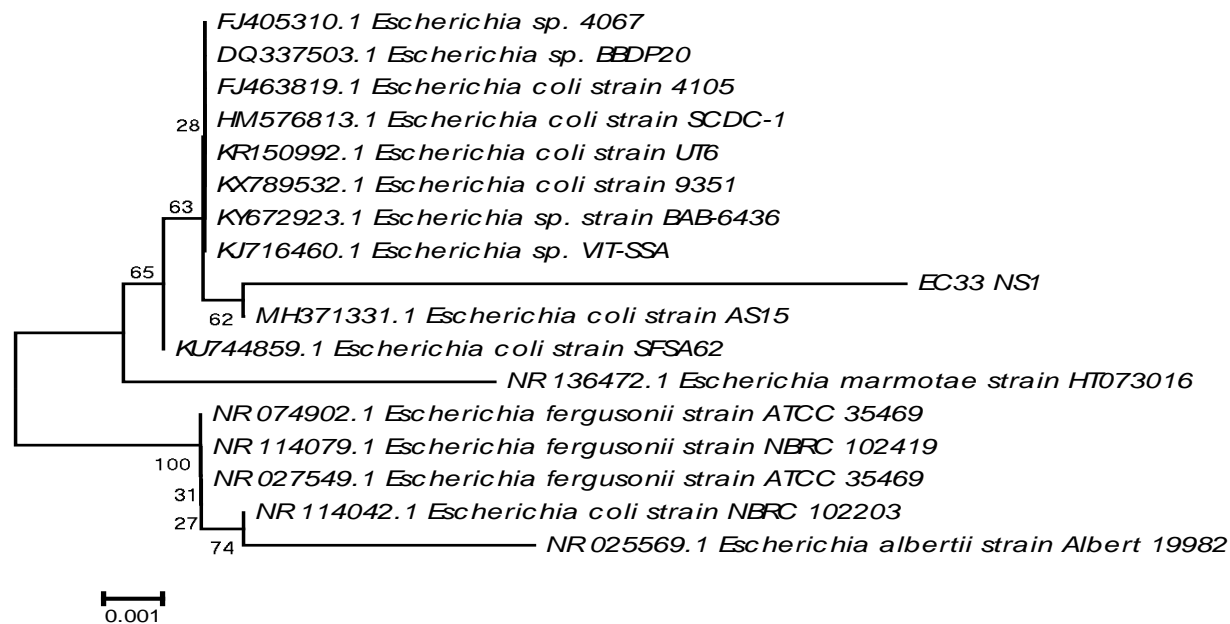 FJ405310.1 Escherichia sp. 4067
DQ337503.1 Escherichia sp. BBDP20
FJ463819.1 Escherichia coli strain 4105
28
HM576813.1 Escherichia coli strain SCDC-1
KR150992.1 Escherichia coli strain UT6
KX789532.1 Escherichia coli strain 9351
63
KY672923.1 Escherichia sp. strain BAB-6436
KJ716460.1 Escherichia sp. VIT-SSA
65
EC33 NS1
62
MH371331.1 Escherichia coli strain AS15
KU744859.1 Escherichia coli strain SFSA62
NR 136472.1 Escherichia marmotae strain HT073016
NR 074902.1 Escherichia fergusonii strain ATCC 35469
NR 114079.1 Escherichia fergusonii strain NBRC 102419
100
NR 027549.1 Escherichia fergusonii strain ATCC 35469
31
NR 114042.1 Escherichia coli strain NBRC 102203
27
74
NR 025569.1 Escherichia albertii strain Albert 19982
0.001